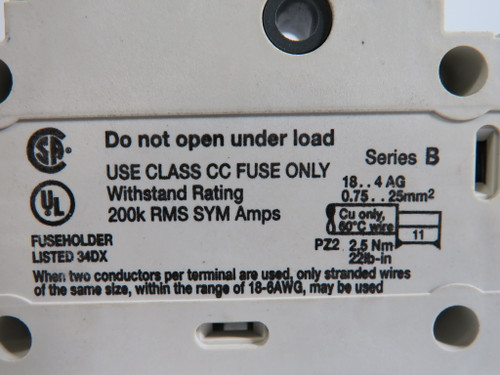 Do not open under load
SA
USE CLASS CC FUSE ONLY
Series B
Withstand Rating
18..4 AG
UL
200k RMS SYM Amps
0.75..25mm²
Cu only,
60°C wire
11
FUSEHOLDER
LISTED 34DX
PZ2 2,5 Nm
22lb-in
When two conductors per terminal are used, only stranded wires
of the same size, within the range of 18-6AWG, may be used